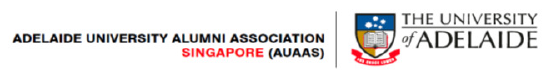 ADELAIDE UNIVERSITY ALUMNI ASSOCIATION
SINGAPORE (AUAAS)
THE UNIVERSITY
of ADELAIDE